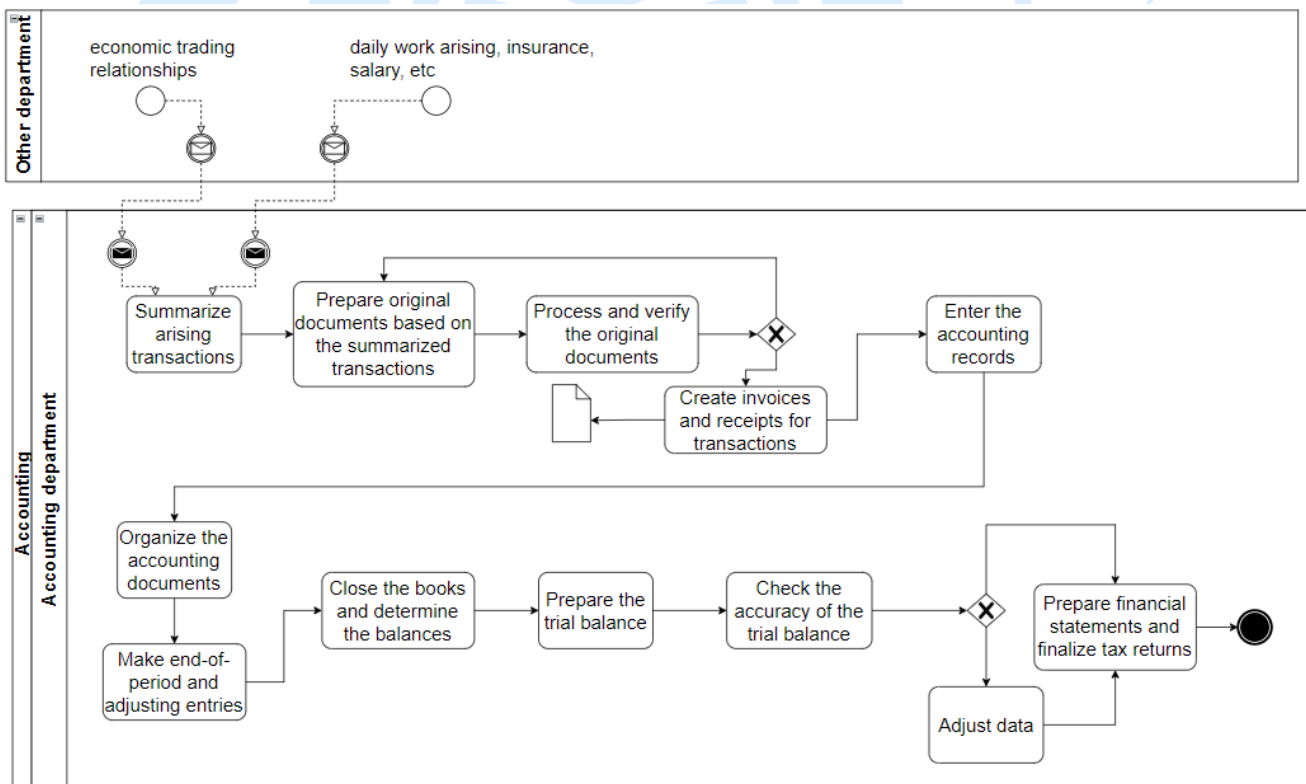 Other department
economic trading
relationships
daily work arising, insurance,
salary, etc
Accounting
Accounting department
Summarize
arising
transactions
Prepare original
documents based on
the summarized
transactions
Process and verify
the original
documents
Create invoices
and receipts for
transactions
Enter the
accounting
records
Organize the
accounting
documents
Make end-of-
period and
adjusting entries
Close the books
and determine
the balances
Prepare the
trial balance
Check the
accuracy of the
trial balance
Adjust data
Prepare financial
statements and
finalize tax returns